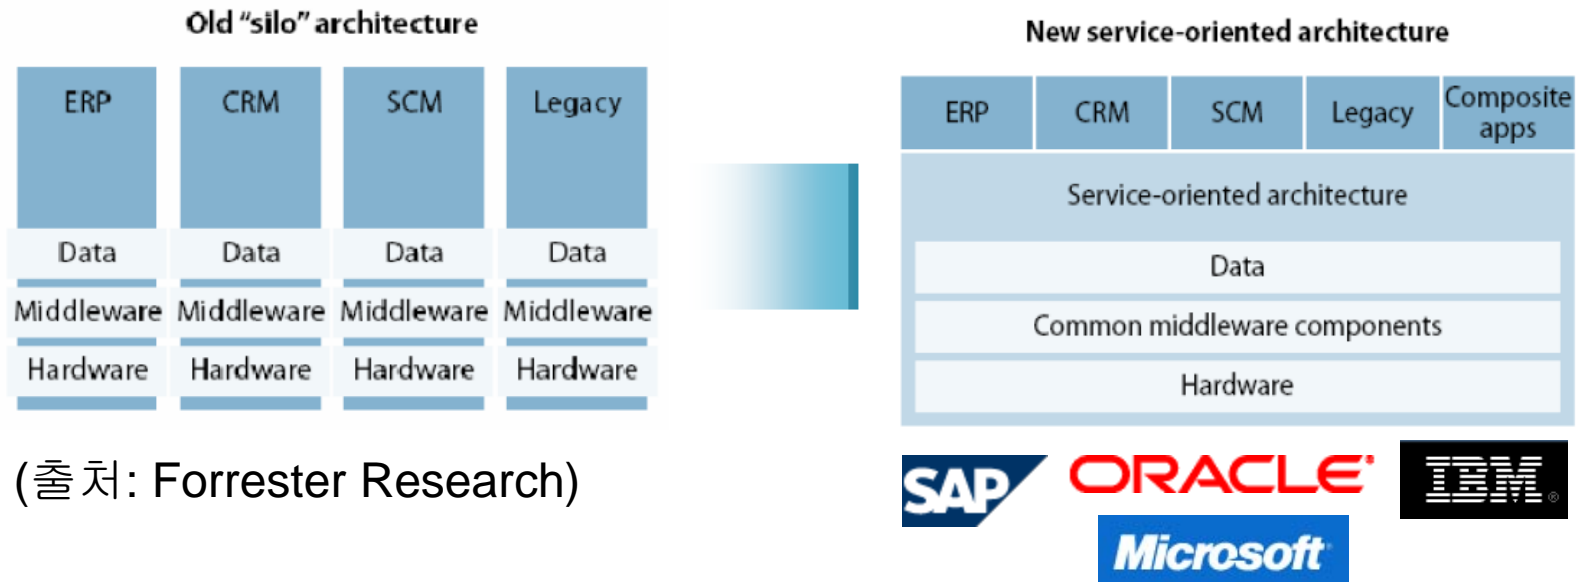 Old “silo” architecture
ERP CRM SCM Legacy
Data Data Data Data
Middleware Middleware Middleware Middleware
Hardware Hardware Hardware Hardware
(출처: Forrester Research)
New service-oriented architecture
ERP CRM SCM Legacy Composite apps
Service-oriented architecture
Data
Common middleware components
Hardware
SAP ORACLE IBM®
Microsoft